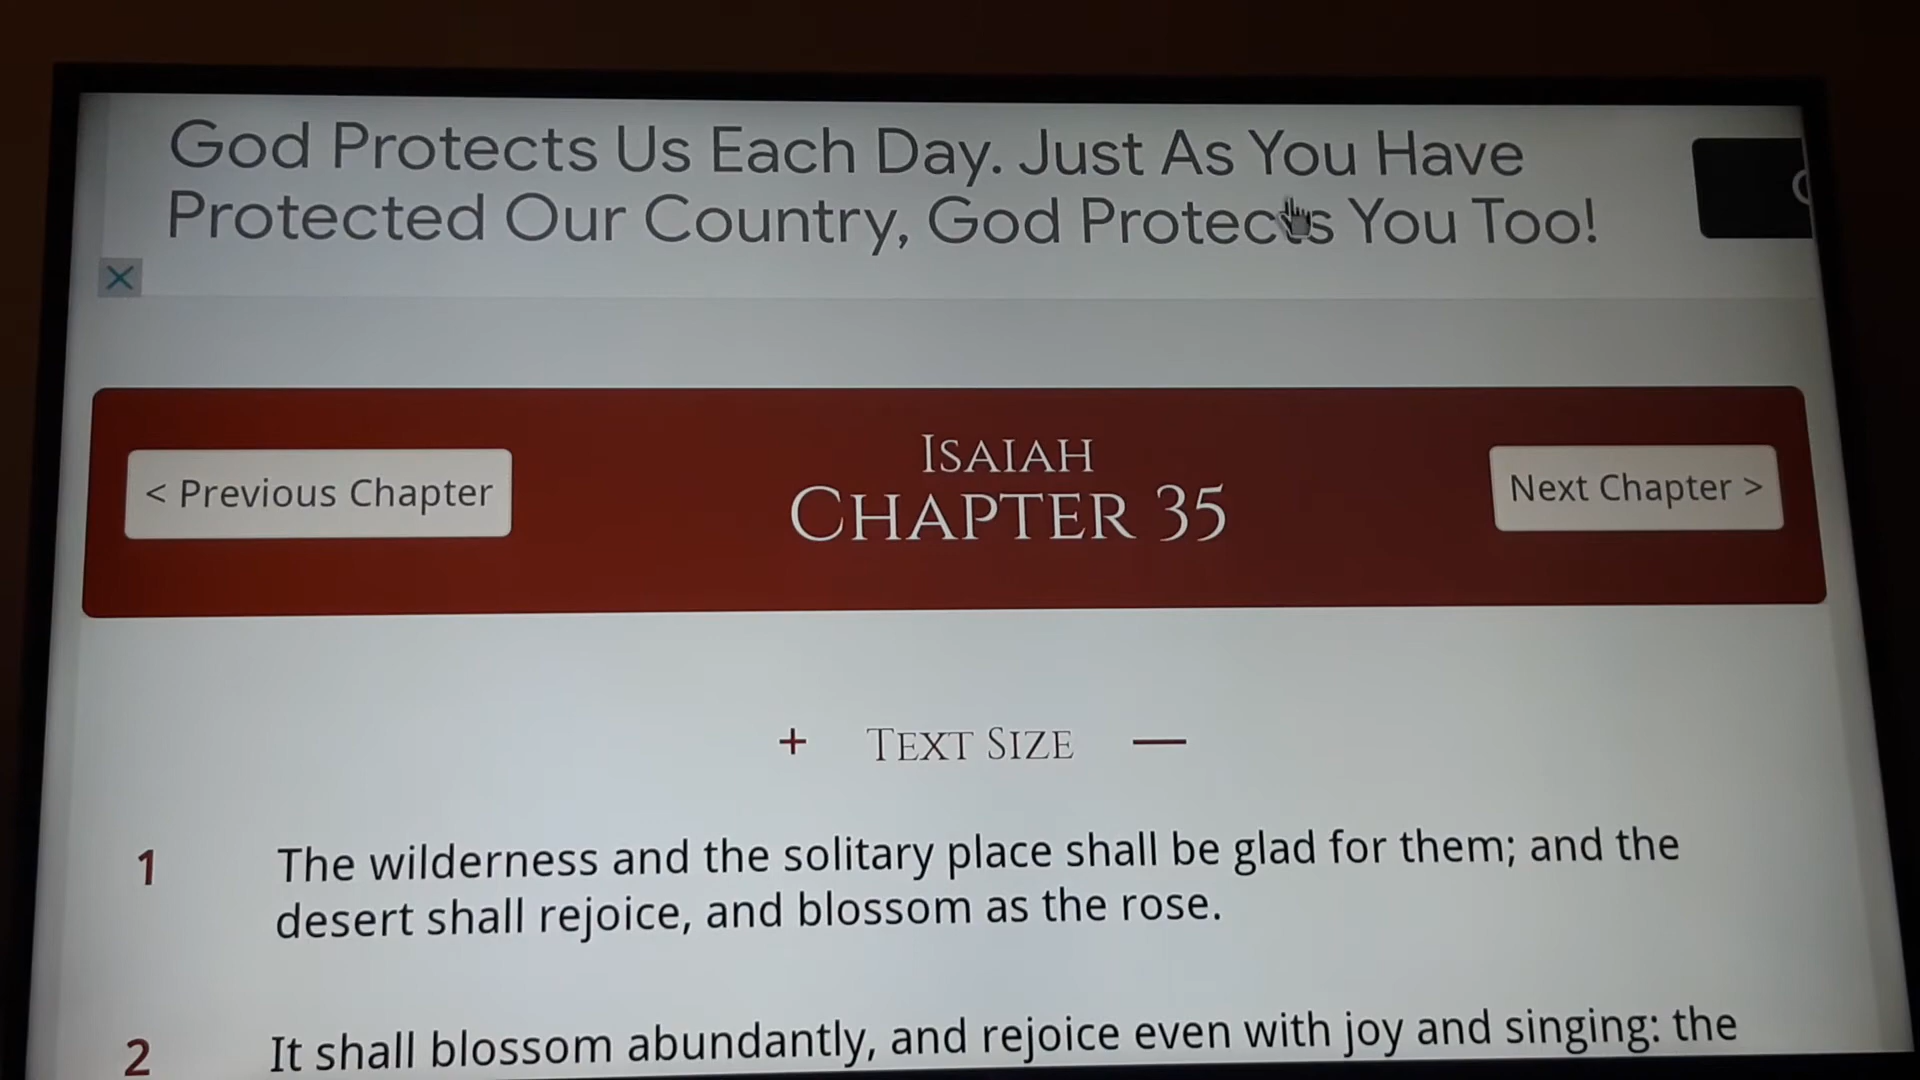 God Protects Us Each Day. Just As You Have
Protected Our Country, God Protects You Too!
< Previous Chapter
Isaiah
Chapter 35
Next Chapter >
+ Text Size —
1 The wilderness and the solitary place shall be glad for them; and the
desert shall rejoice, and blossom as the rose.
2 It shall blossom abundantly, and rejoice even with joy and singing: the